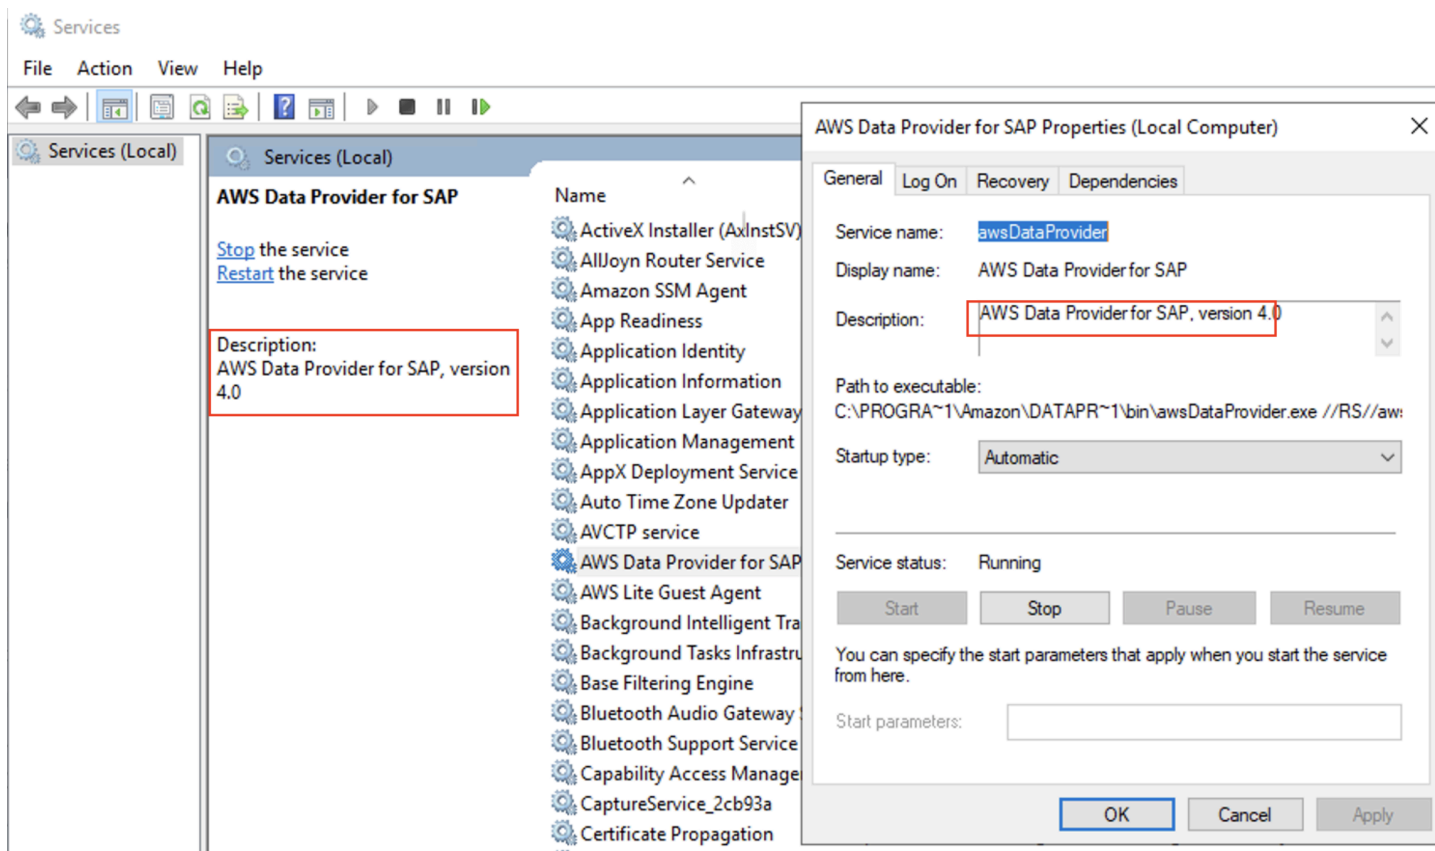 Services
File Action View Help
Services (Local)
Services (Local)
AWS Data Provider for SAP
Stop the service
Restart the service
Description:
AWS Data Provider for SAP, version
4.0
Name
ActiveX Installer (AxInstSV)
AllJoyn Router Service
Amazon SSM Agent
App Readiness
Application Identity
Application Information
Application Layer Gateway
Application Management
AppX Deployment Service
Auto Time Zone Updater
AVCTP service
AWS Data Provider for SAP
AWS Lite Guest Agent
Background Intelligent Tra
Background Tasks Infrastru
Base Filtering Engine
Bluetooth Audio Gateway
Bluetooth Support Service
Capability Access Manage
CaptureService_2cb93a
Certificate Propagation
AWS Data Provider for SAP Properties (Local Computer)
General Log On Recovery Dependencies
Service name: awsDataProvider
Display name: AWS Data Provider for SAP
Description: AWS Data Provider for SAP, version 4.0
Path to executable:
C:\PROGRA~1\Amazon\DATAPR~1\bin\awsDataProvider.exe //RS//aws
Startup type: Automatic
Service status: Running
Start Stop Pause Resume
You can specify the start parameters that apply when you start the service
from here.
Start parameters:
OK Cancel Apply